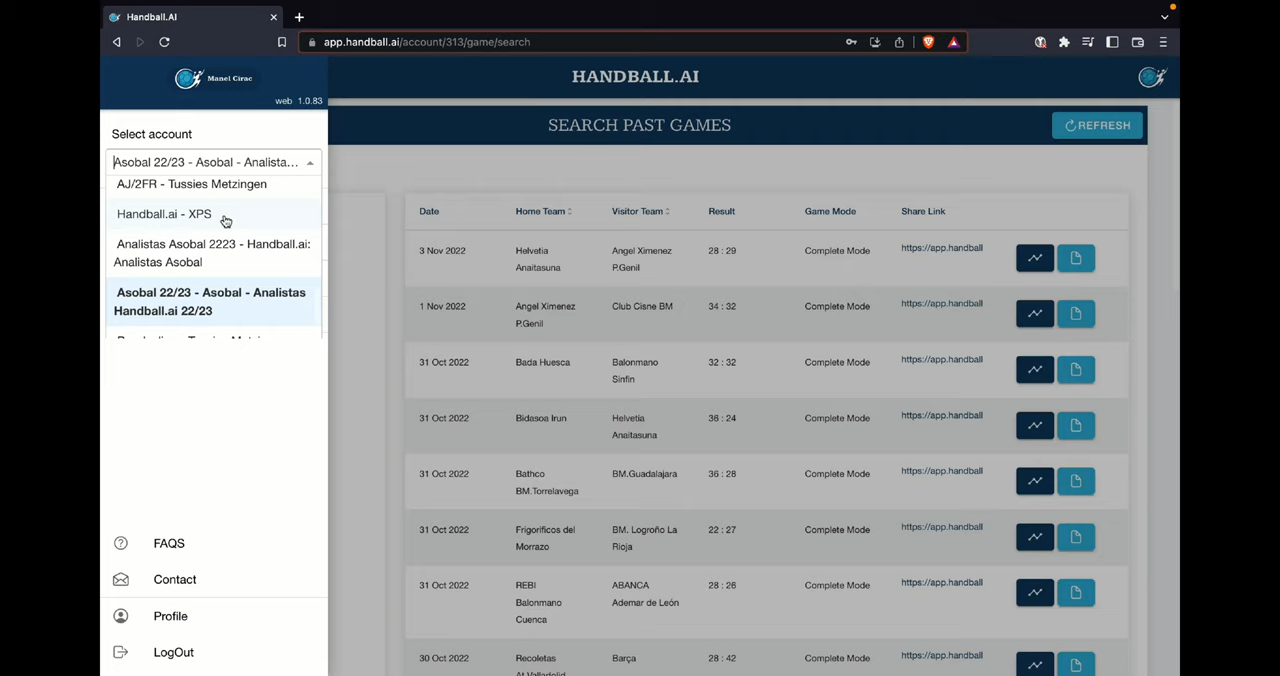 Handball.AI
app.handball.ai/account/313/game/search
Manel Cirac
web 1.0.83
HANDBALL.AI
Select account
SEARCH PAST GAMES
REFRESH
Asobal 22/23 - Asobal - Analista...
AJ/2FR - Tussies Metzingen
Handball.ai - XPS
Analistas Asobal 2223 - Handball.ai:
Analistas Asobal
Asobal 22/23 - Asobal - Analistas
Handball.ai 22/23
Date Home Team Visitor Team Result Game Mode Share Link
3 Nov 2022 Helvetia Angel Ximenez 28 : 29 Complete Mode https://app.handball
Anaitasuna P.Genil
1 Nov 2022 Angel Ximenez Club Cisne BM 34 : 32 Complete Mode https://app.handball
P.Genil
31 Oct 2022 Bada Huesca Balonmano 32 : 32 Complete Mode https://app.handball
Sinfin
31 Oct 2022 Bidasoa Irun Helvetia 36 : 24 Complete Mode https://app.handball
Anaitasuna
31 Oct 2022 Bathco BM.Guadalajara 36 : 28 Complete Mode https://app.handball
BM.Torrelavega
31 Oct 2022 Frigorificos del BM. Logroño La 22 : 27 Complete Mode https://app.handball
Morrazo Rioja
31 Oct 2022 REBI ABANCA 28 : 26 Complete Mode https://app.handball
Balonmano Ademar de León
Cuenca
30 Oct 2022 Recoletas Barça 28 : 42 Complete Mode https://app.handball
At.Valladolid
FAQS
Contact
Profile
LogOut